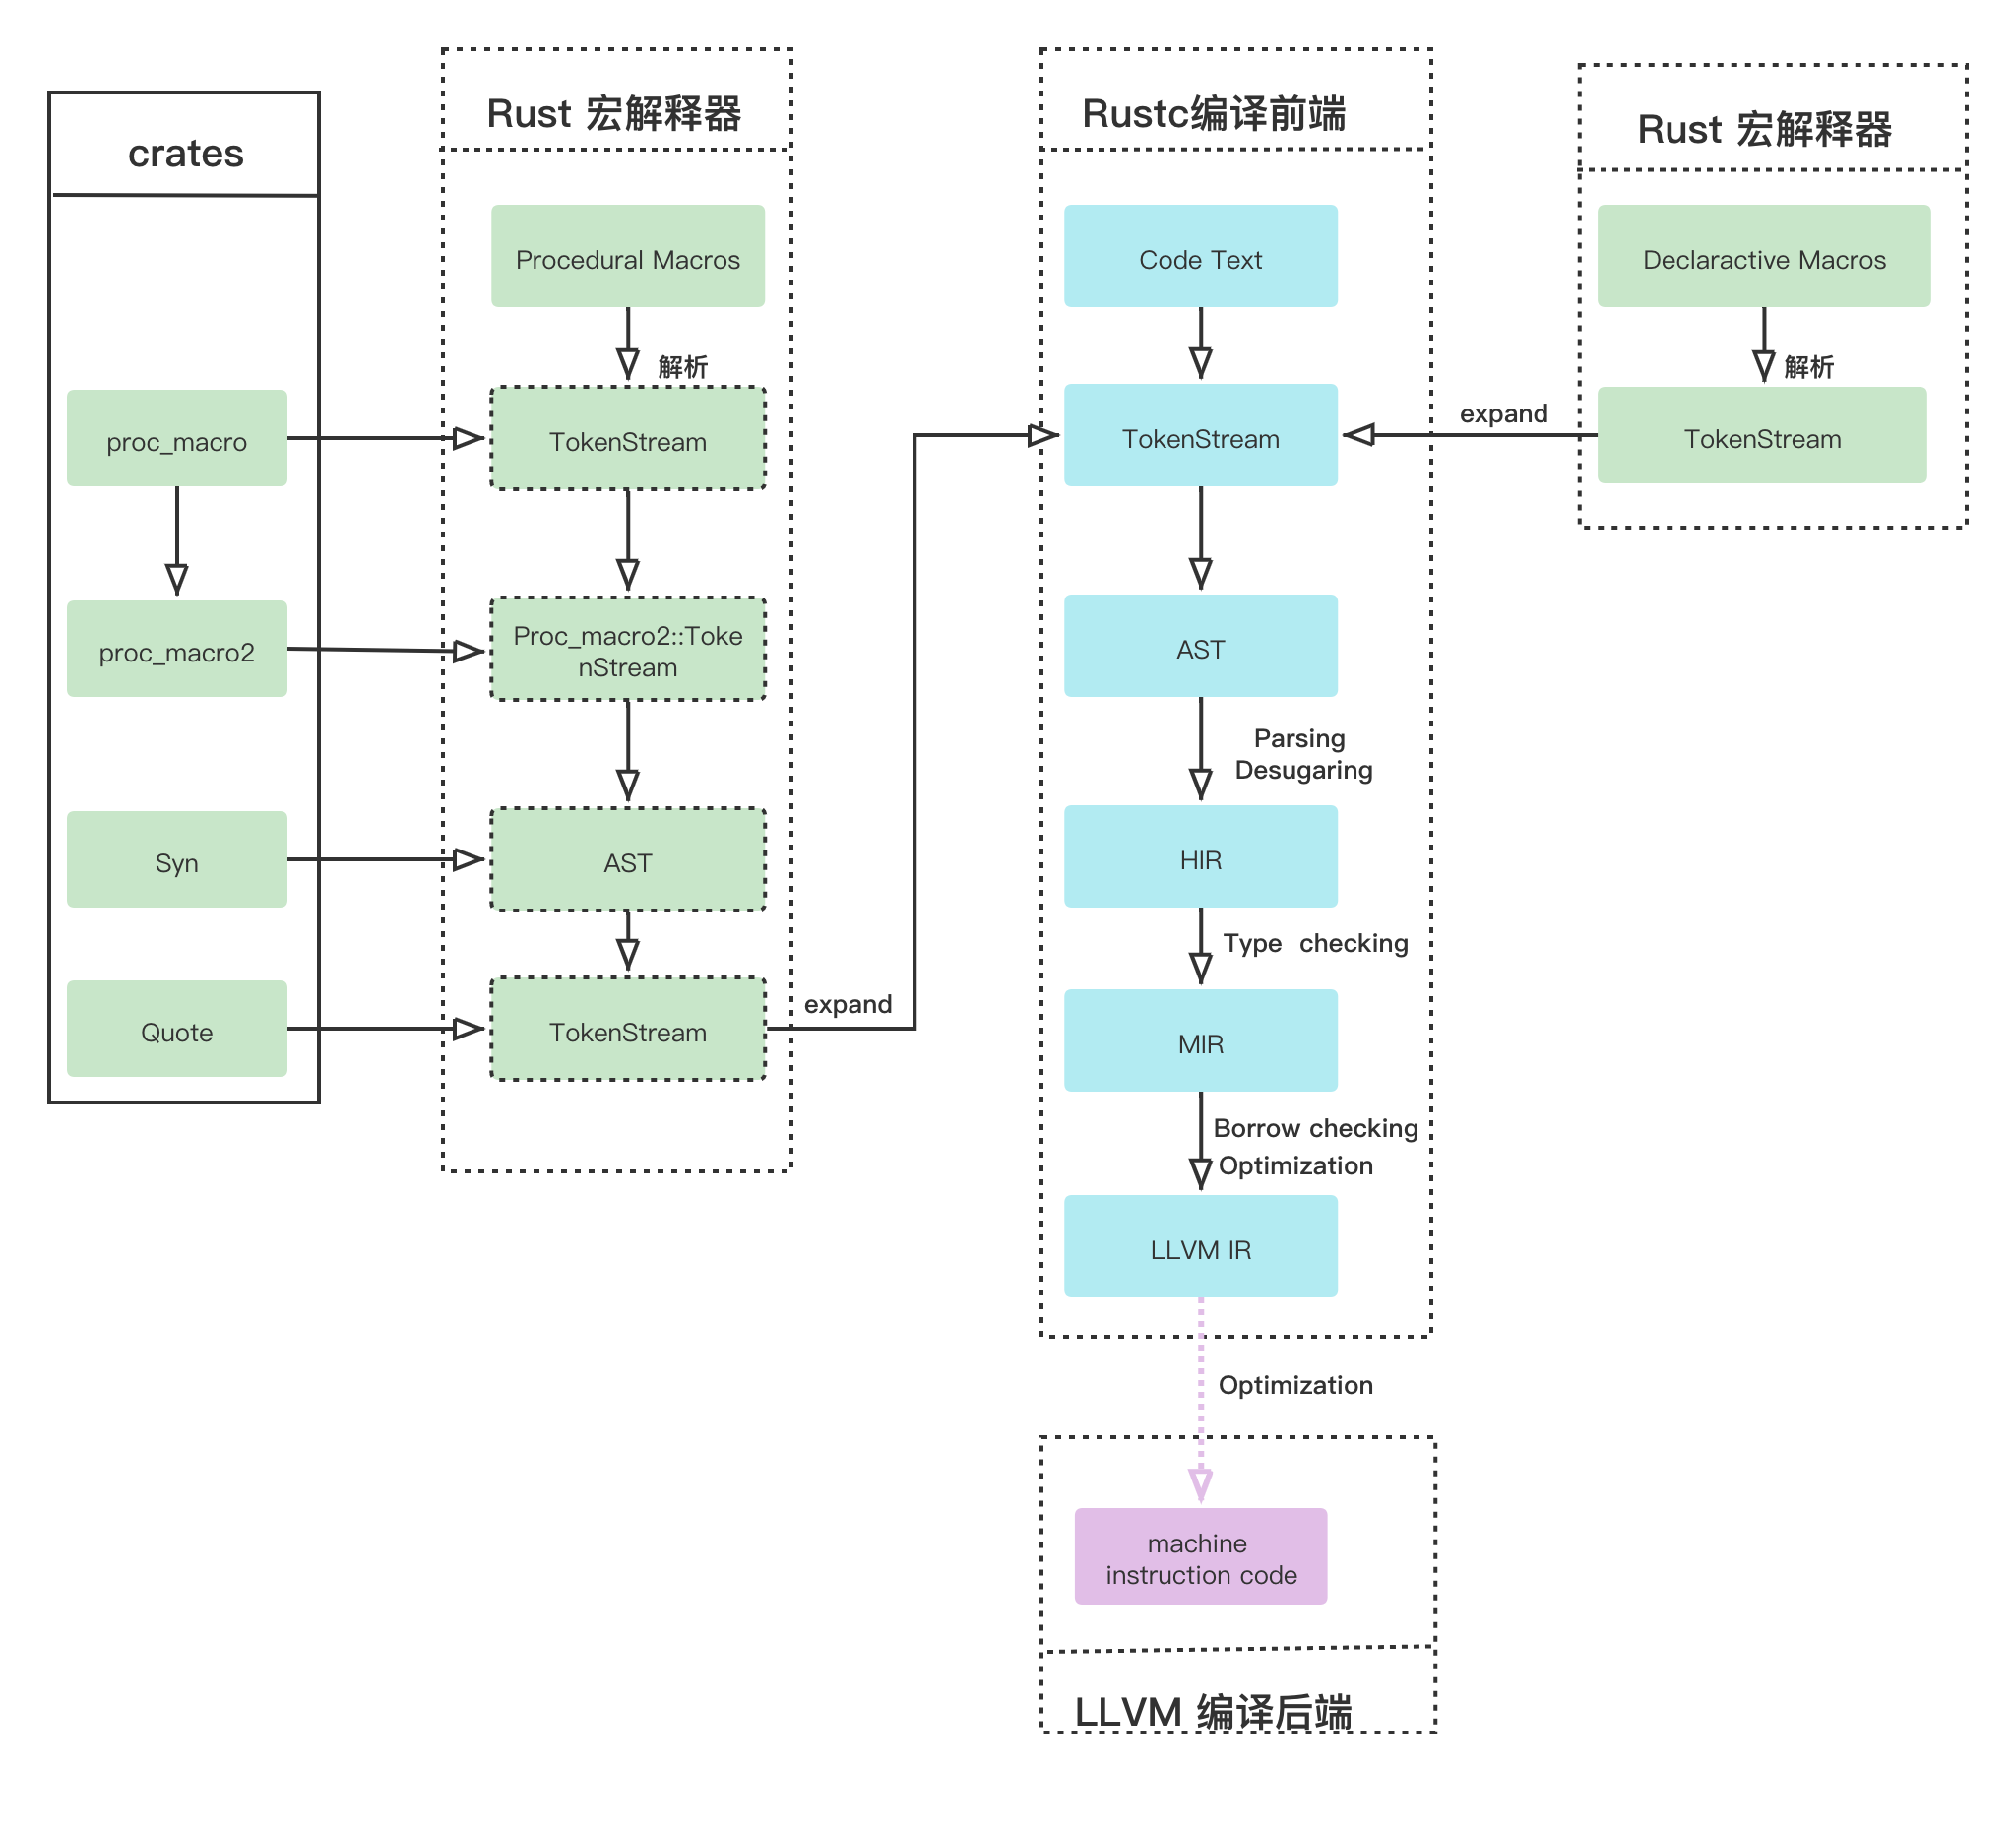 crates
proc_macro
proc_macro2
Syn
Quote
Rust 宏解释器
Procedural Macros
解析
TokenStream
Proc_macro2::Toke
nStream
AST
TokenStream
expand
Rustc编译前端
Code Text
TokenStream
AST
Parsing
Desugaring
HIR
Type  checking
MIR
Borrow checking
Optimization
LLVM IR
Optimization
machine
instruction code
LLVM 编译后端
Rust 宏解释器
Declaractive Macros
解析
TokenStream
expand